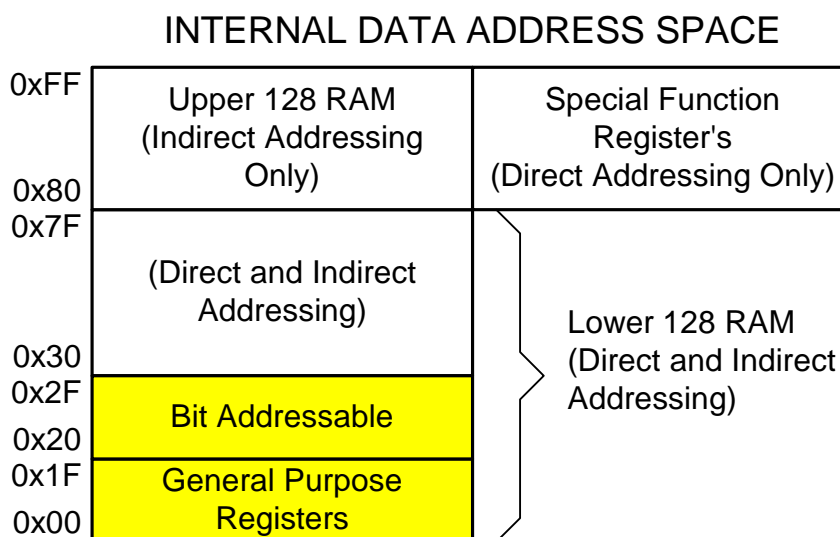 INTERNAL DATA ADDRESS SPACE
0xFF
Upper 128 RAM
(Indirect Addressing
Only)
0x80
Special Function
Register's
(Direct Addressing Only)
0x7F
(Direct and Indirect
Addressing)
0x30
Lower 128 RAM
(Direct and Indirect
Addressing)
0x2F
Bit Addressable
0x20
0x1F
General Purpose
Registers
0x00